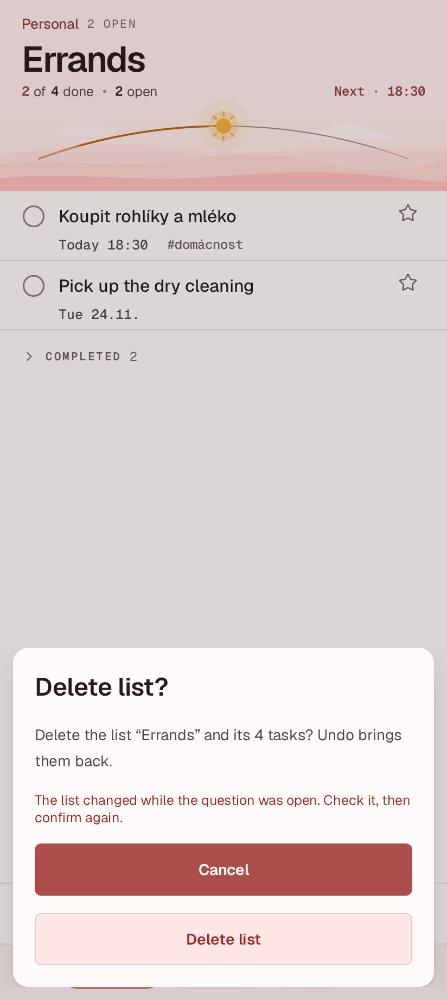 Personal 2 OPEN
Errands
2 of 4 done • 2 open
Next · 18:30
Koupit rohlíky a mléko
Today 18:30 #domácnost
Pick up the dry cleaning
Tue 24.11.
COMPLETED 2
Delete list?
Delete the list “Errands” and its 4 tasks? Undo brings
them back.
The list changed while the question was open. Check it, then
confirm again.
Cancel
Delete list